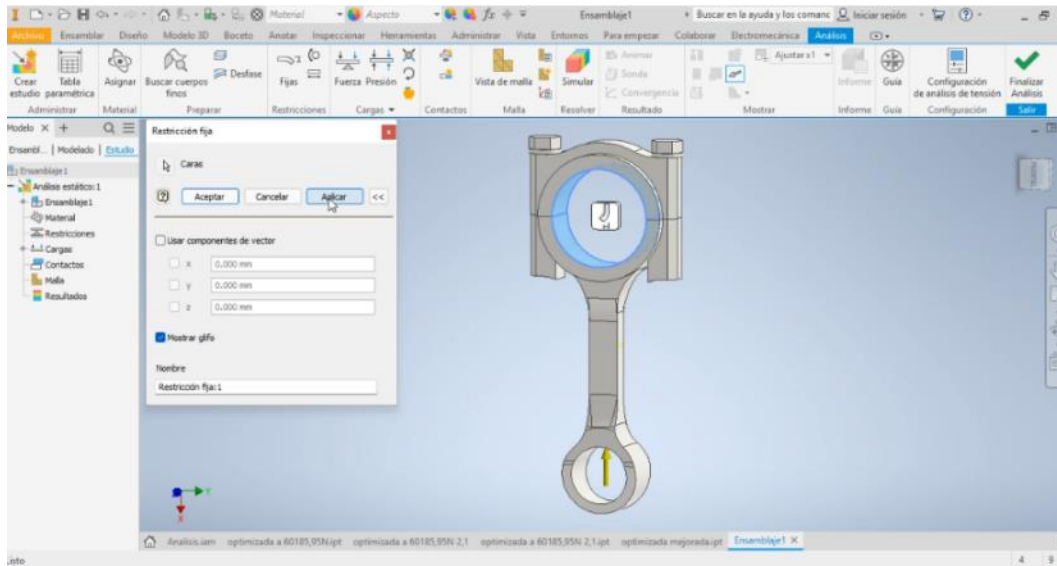 Material Aspecto fx Ensamblaje1 Buscar en la ayuda y los comanc Iniciar sesión
Archivo Ensamblar Diseño Modelo 3D Boceto Anotar Inspeccionar Herramientas Administrar Vista Entornos Para empezar Colaborar Electromecánica Análisis
Crear estudio Tabla paramétrica Asignar Buscar cuerpos finos Desfase Fijas Fuerza Presión Vista de malla Simular Animar Sonda Convergencia Ajustar x1 Informe Guía Configuración de análisis de tensión Finalizar Análisis
Administrar Material Preparar Restricciones Cargas Contactos Malla Resolver Resultado Mostrar Informe Guía Configuración Salir
Modelo X +
Ensambl... | Modelado | Estudio
Ensamblaje1
Análisis estático:1
Ensamblaje1
Material
Restricciones
Cargas
Contactos
Malla
Resultados
Restricción fija
Caras
Aceptar Cancelar Aplicar <<
Usar componentes de vector
x 0.000 mm
y 0.000 mm
z 0.000 mm
Mostrar glifo
Nombre
Restricción fija:1
Y
X
Analisis.iam optimizada a 60185,95N.ipt optimizada a 60185,95N 2,1 optimizada a 60185,95N 2,1.ipt optimizada mejorada.ipt Ensamblaje1 X
4 9